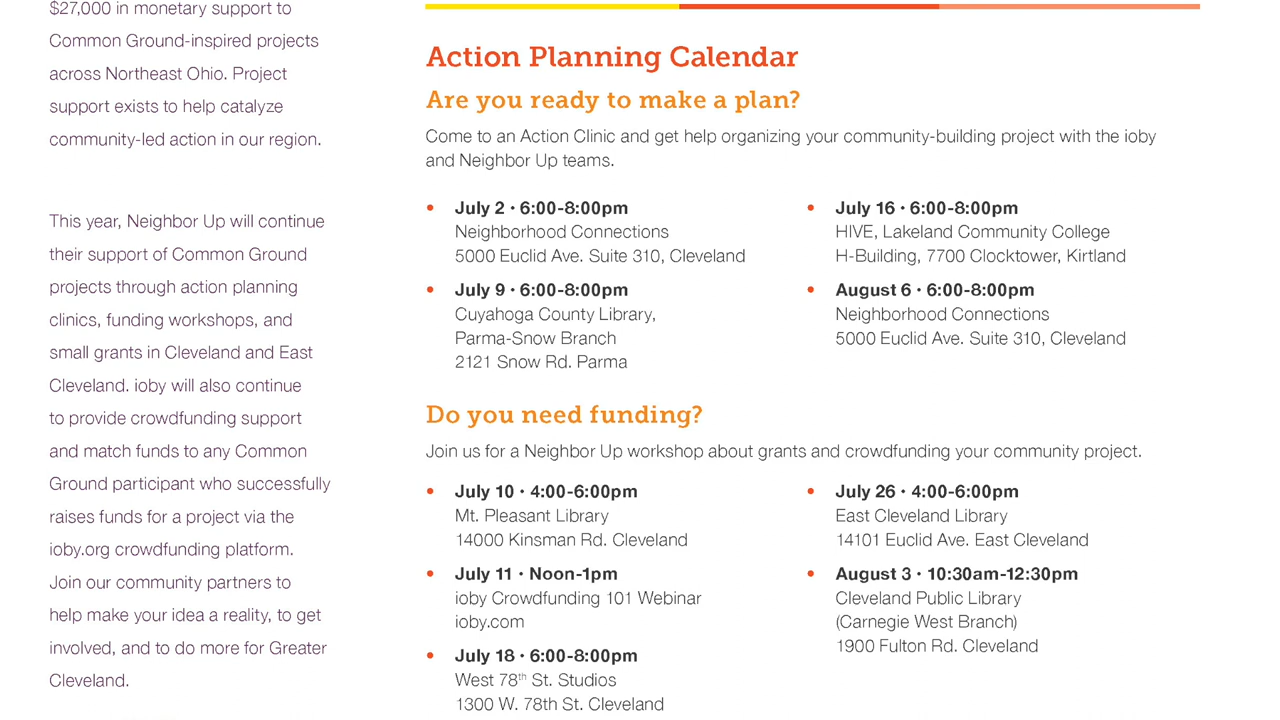 $27,000 in monetary support to
Common Ground-inspired projects
across Northeast Ohio. Project
support exists to help catalyze
community-led action in our region.
This year, Neighbor Up will continue
their support of Common Ground
projects through action planning
clinics, funding workshops, and
small grants in Cleveland and East
Cleveland. ioby will also continue
to provide crowdfunding support
and match funds to any Common
Ground participant who successfully
raises funds for a project via the
ioby.org crowdfunding platform.
Join our community partners to
help make your idea a reality, to get
involved, and to do more for Greater
Cleveland.
Action Planning Calendar
Are you ready to make a plan?
Come to an Action Clinic and get help organizing your community-building project with the ioby
and Neighbor Up teams.
• July 2 • 6:00-8:00pm
Neighborhood Connections
5000 Euclid Ave. Suite 310, Cleveland
• July 9 • 6:00-8:00pm
Cuyahoga County Library,
Parma-Snow Branch
2121 Snow Rd. Parma
• July 16 • 6:00-8:00pm
HIVE, Lakeland Community College
H-Building, 7700 Clocktower, Kirtland
• August 6 • 6:00-8:00pm
Neighborhood Connections
5000 Euclid Ave. Suite 310, Cleveland
Do you need funding?
Join us for a Neighbor Up workshop about grants and crowdfunding your community project.
• July 10 • 4:00-6:00pm
Mt. Pleasant Library
14000 Kinsman Rd. Cleveland
• July 11 • Noon-1pm
ioby Crowdfunding 101 Webinar
ioby.com
• July 18 • 6:00-8:00pm
West 78th St. Studios
1300 W. 78th St. Cleveland
• July 26 • 4:00-6:00pm
East Cleveland Library
14101 Euclid Ave. East Cleveland
• August 3 • 10:30am-12:30pm
Cleveland Public Library
(Carnegie West Branch)
1900 Fulton Rd. Cleveland